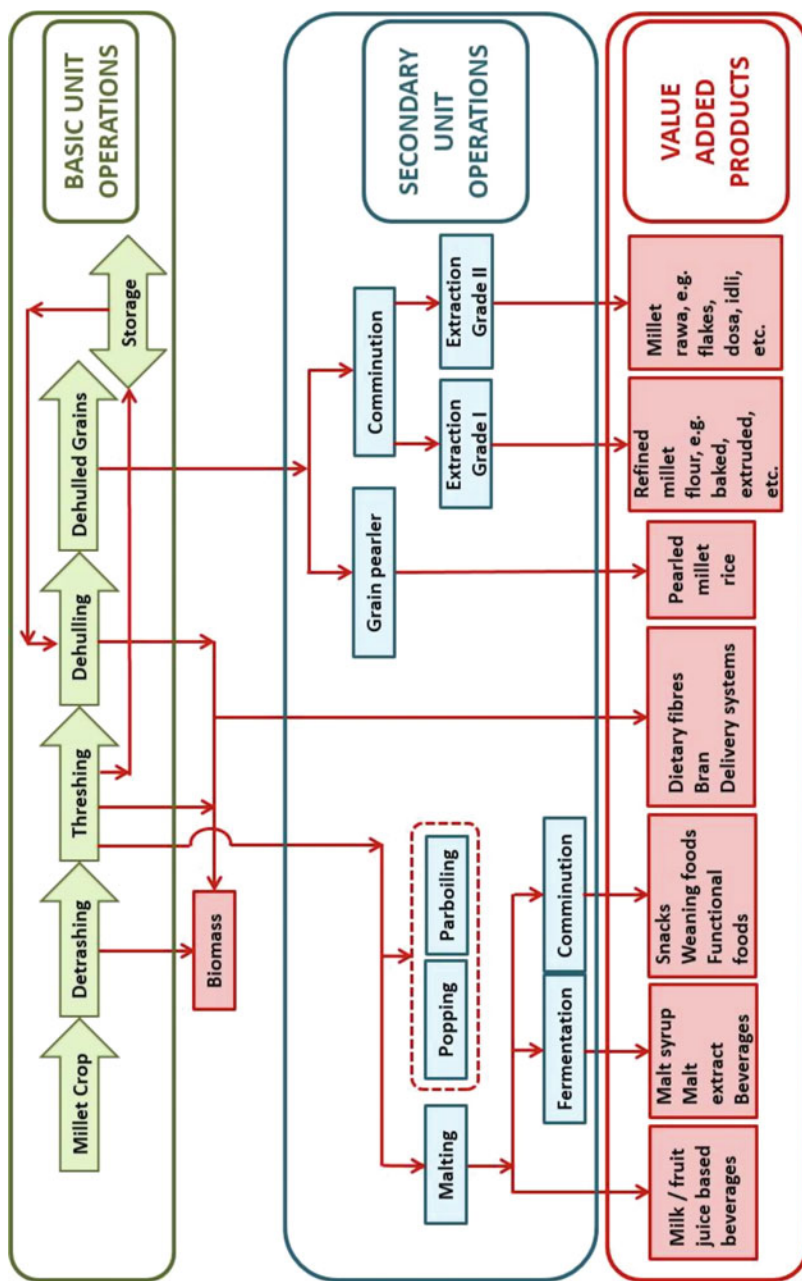 BASIC UNIT
OPERATIONS
Millet Crop
Detrashing
Threshing
Dehulling
Dehulled Grains
Storage
Biomass
SECONDARY
UNIT
OPERATIONS
Malting
Popping
Parboiling
Fermentation
Comminution
Grain pearler
Comminution
Extraction
Grade I
Extraction
Grade II
VALUE
ADDED
PRODUCTS
Milk / fruit
juice based
beverages
Malt syrup
Malt
extract
Beverages
Snacks
Weaning foods
Functional
foods
Dietary fibres
Bran
Delivery systems
Pearled
millet
rice
Refined
millet
flour, e.g.
baked,
extruded,
etc.
Millet
rawa, e.g.
flakes,
dosa, idli,
etc.